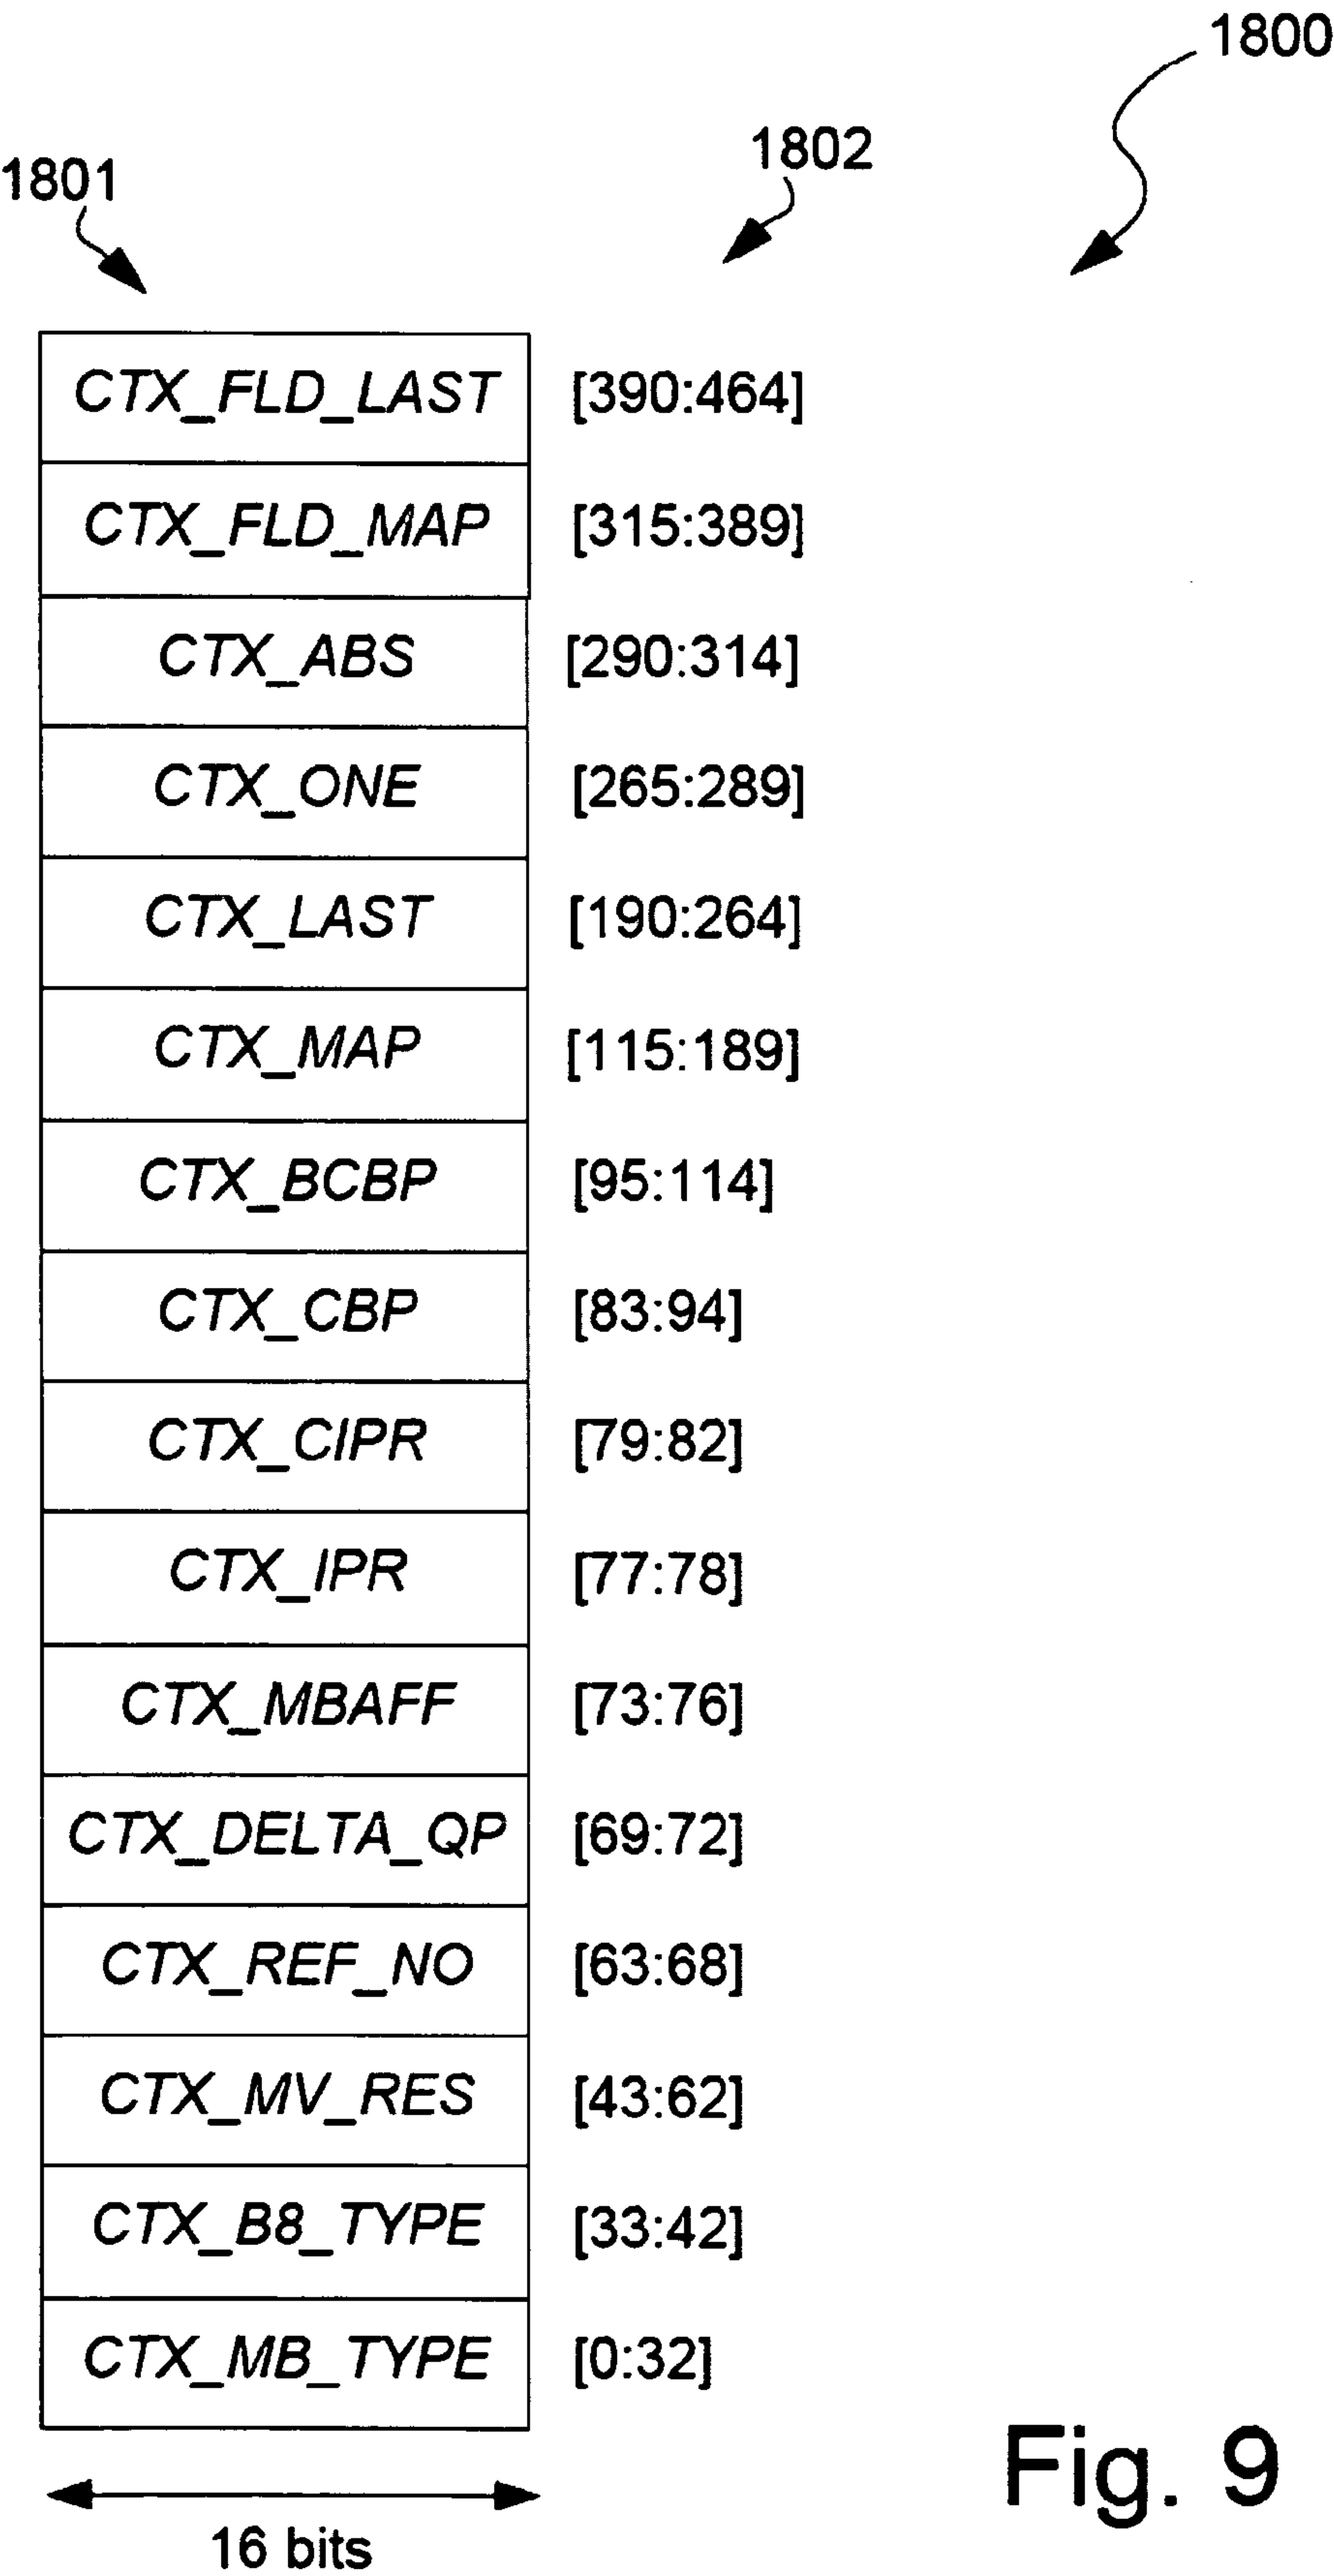 1800
1802
1801
CTX_FLD_LAST [390:464]
CTX_FLD_MAP [315:389]
CTX_ABS [290:314]
CTX_ONE [265:289]
CTX_LAST [190:264]
CTX_MAP [115:189]
CTX_BCBP [95:114]
CTX_CBP [83:94]
CTX_CIPR [79:82]
CTX_IPR [77:78]
CTX_MBAFF [73:76]
CTX_DELTA_QP [69:72]
CTX_REF_NO [63:68]
CTX_MV_RES [43:62]
CTX_B8_TYPE [33:42]
CTX_MB_TYPE [0:32]
16 bits
Fig. 9